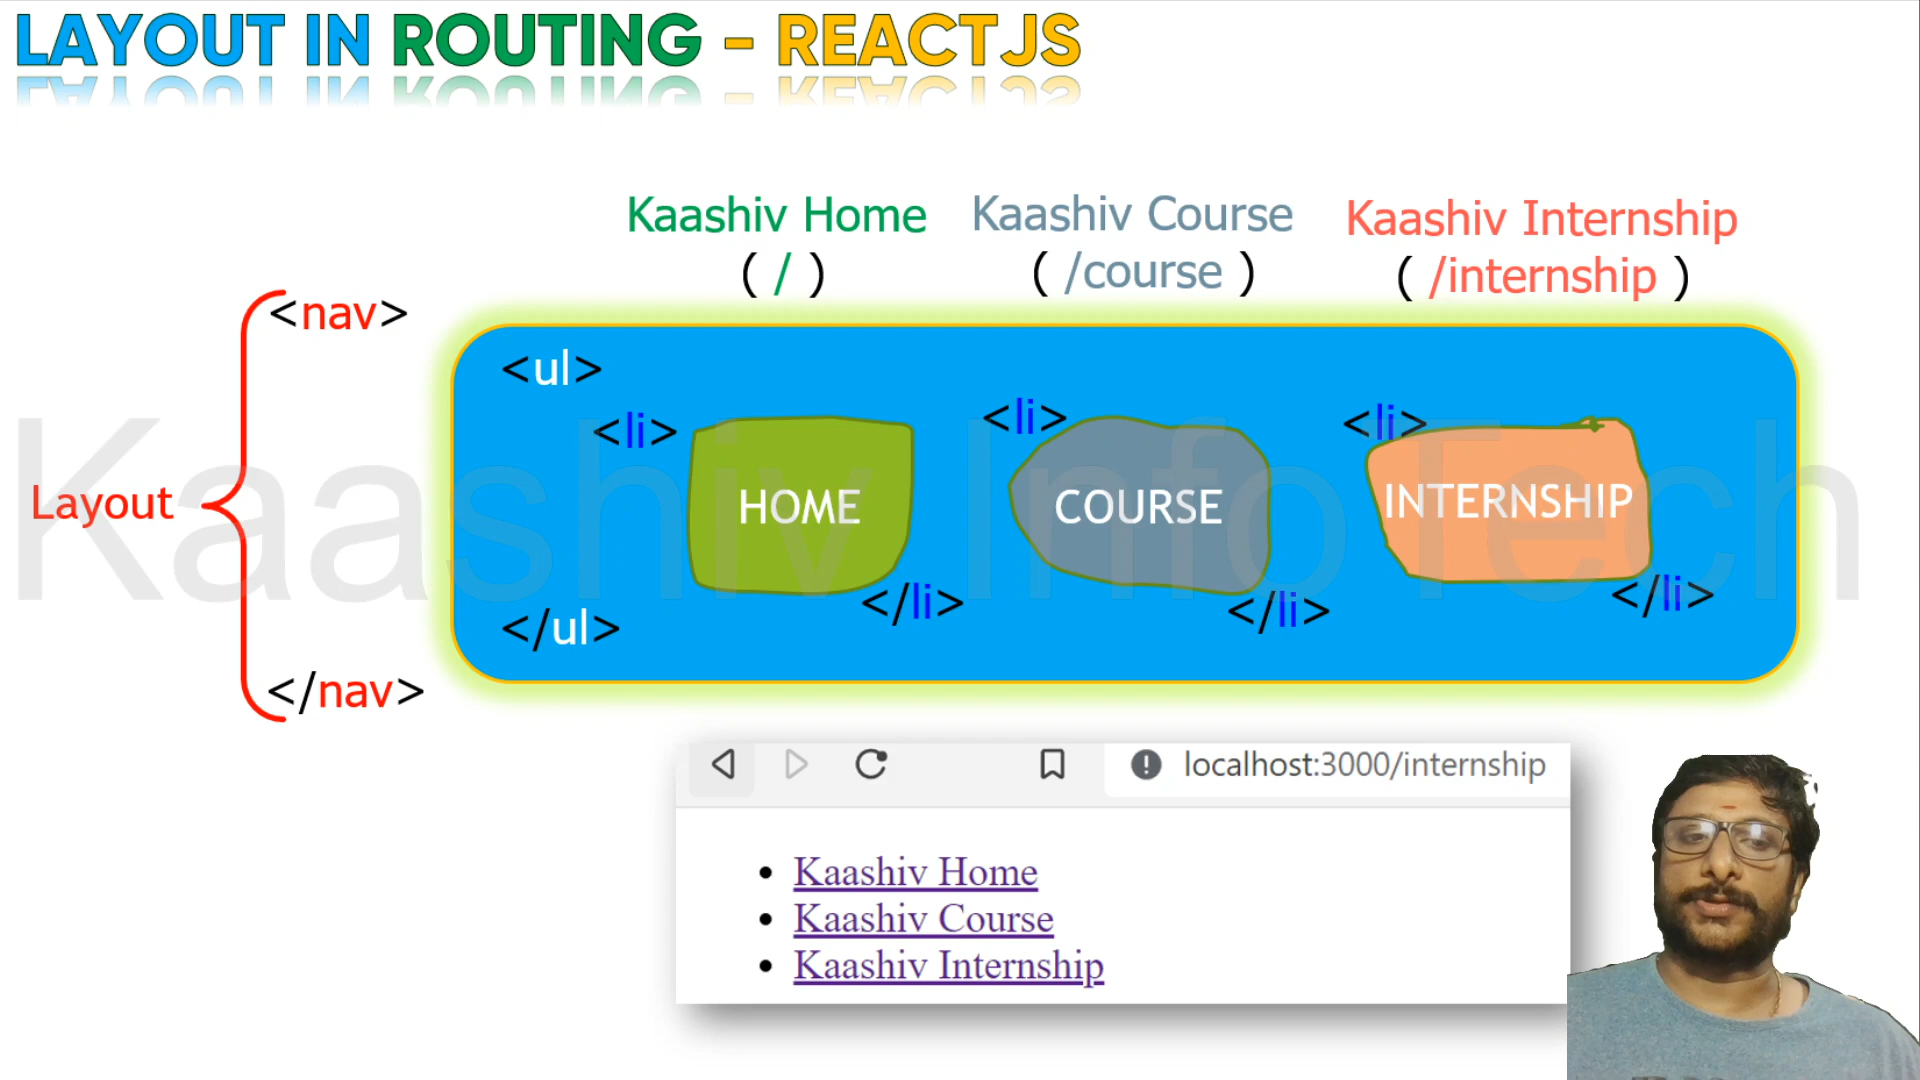 LAYOUT IN ROUTING - REACTJS
Kaashiv Home Kaashiv Course Kaashiv Internship
( / ) ( /course ) ( /internship )
<nav>
<ul>
<li> <li> <li>
Layout HOME COURSE INTERNSHIP
</li> </li> </li>
</ul>
</nav>
Kaashiv InfoTech
localhost:3000/internship
• Kaashiv Home
• Kaashiv Course
• Kaashiv Internship